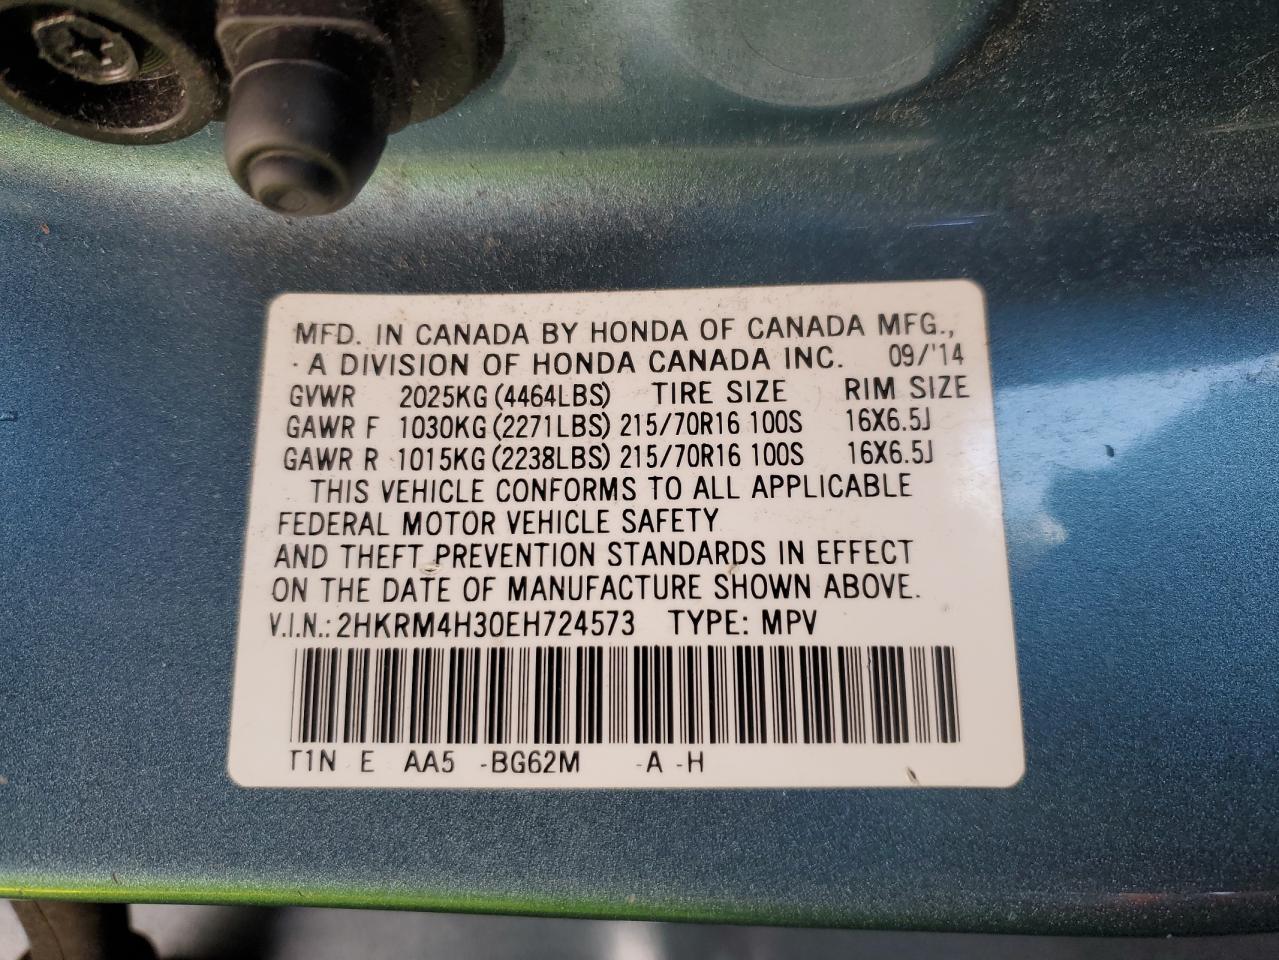 MFD. IN CANADA BY HONDA OF CANADA MFG.,
· A DIVISION OF HONDA CANADA INC. 09/'14
GVWR 2025KG (4464LBS) TIRE SIZE RIM SIZE
GAWR F 1030KG (2271LBS) 215/70R16 100S 16X6.5J
GAWR R 1015KG (2238LBS) 215/70R16 100S 16X6.5J
THIS VEHICLE CONFORMS TO ALL APPLICABLE
FEDERAL MOTOR VEHICLE SAFETY
AND THEFT PREVENTION STANDARDS IN EFFECT
ON THE DATE OF MANUFACTURE SHOWN ABOVE.
V.I.N.: 2HKRM4H30EH724573 TYPE: MPV
T1N E AA5 -BG62M -A -H